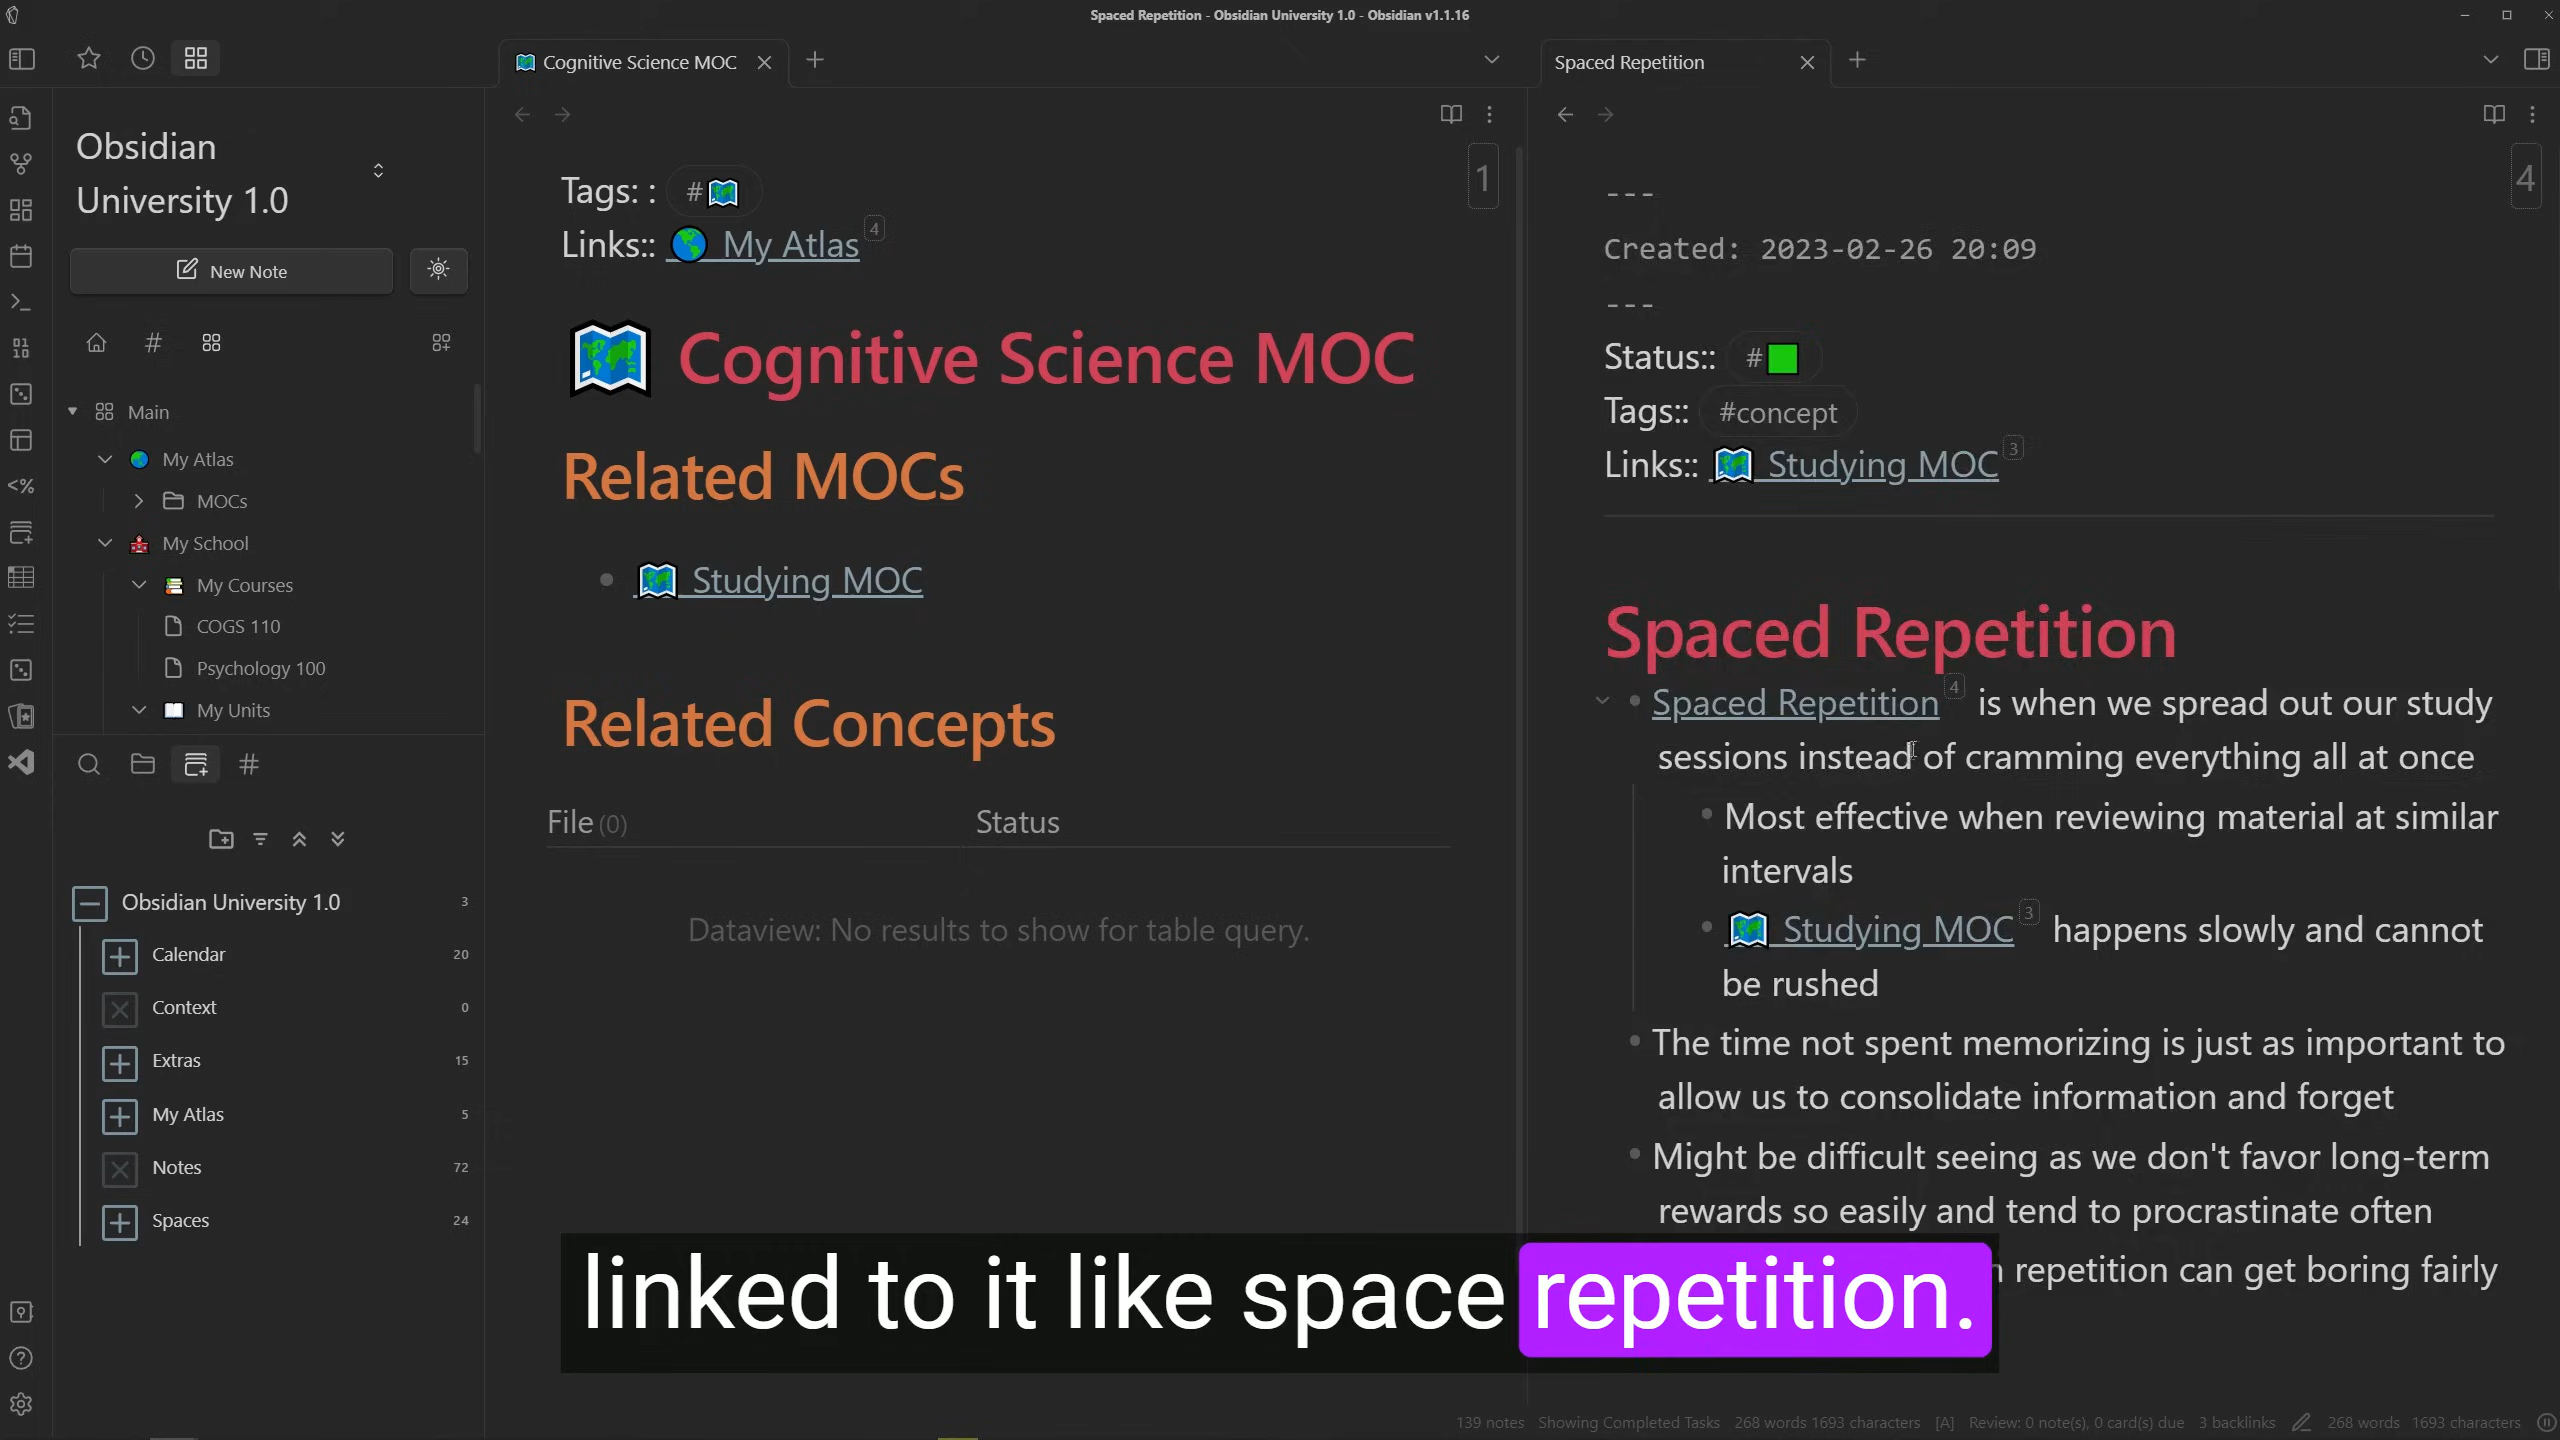 Spaced Repetition - Obsidian University 1.0 - Obsidian v1.1.16
Cognitive Science MOC
Spaced Repetition
Obsidian
University 1.0
New Note
Main
My Atlas
MOCs
My School
My Courses
COGS 110
Psychology 100
My Units
Obsidian University 1.0 3
Calendar 20
Context 0
Extras 15
My Atlas 5
Notes 72
Spaces 24
1
Tags: : #
Links:: My Atlas 4
Cognitive Science MOC
Related MOCs
Studying MOC
Related Concepts
File (0) Status
Dataview: No results to show for table query.
4
---
Created: 2023-02-26 20:09
---
Status:: #
Tags:: #concept
Links:: Studying MOC 3
Spaced Repetition
Spaced Repetition 4 is when we spread out our study
sessions instead of cramming everything all at once
Most effective when reviewing material at similar
intervals
Studying MOC 3 happens slowly and cannot
be rushed
The time not spent memorizing is just as important to
allow us to consolidate information and forget
Might be difficult seeing as we don't favor long-term
rewards so easily and tend to procrastinate often
repetition can get boring fairly
linked to it like space repetition.
139 notes Showing Completed Tasks 268 words 1693 characters [A] Review: 0 note(s), 0 card(s) due 3 backlinks 268 words 1693 characters